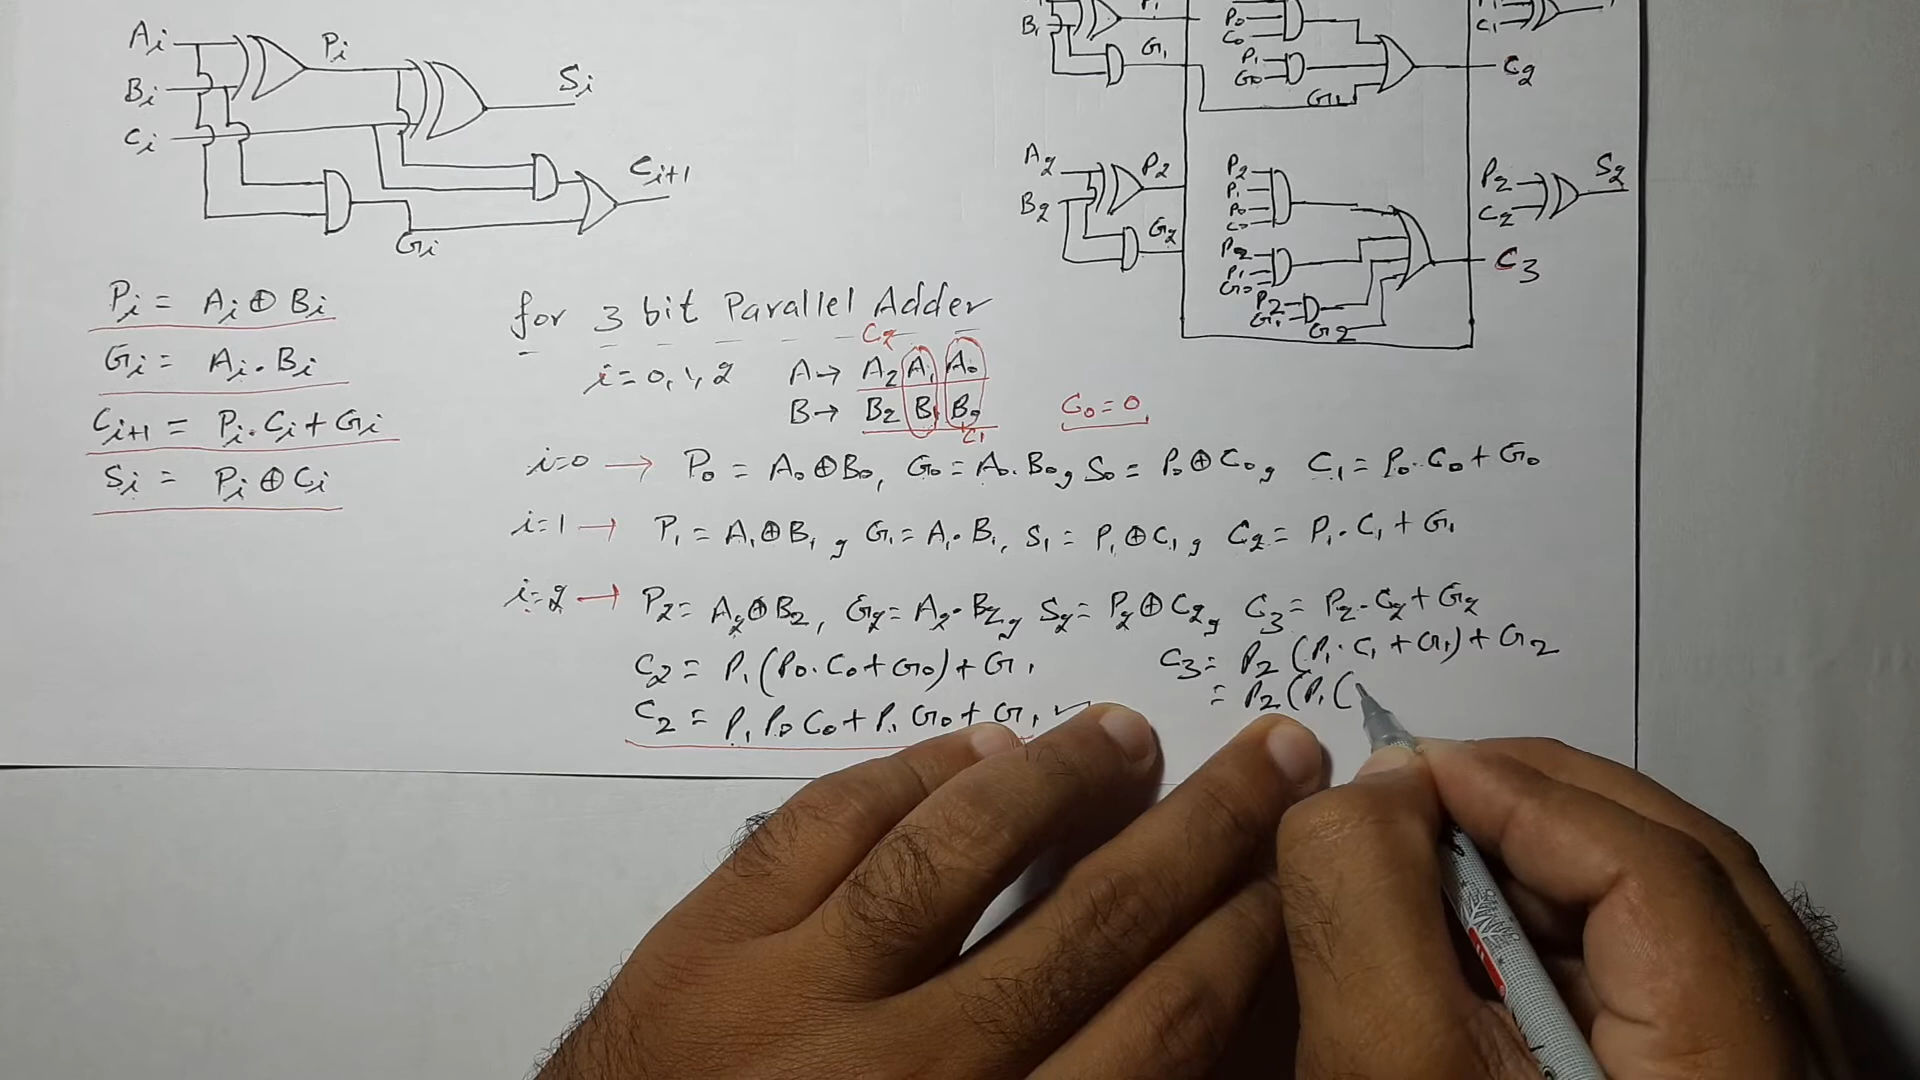 Ai
Pi
Si
Bi
Ci
Ci+1
Gi
Pi = Ai ⊕ Bi
Gi = Ai . Bi
Ci+1 = Pi . Ci + Gi
Si = Pi ⊕ Ci
for 3 bit Parallel Adder
C2
i = 0, 1, 2 A → A2 A1 A0
B → B2 B1 B0 C0 = 0
C1
i=0 → P0 = A0 ⊕ B0, G0 = A0 . B0, S0 = P0 ⊕ C0, C1 = P0 . C0 + G0
i=1 → P1 = A1 ⊕ B1, G1 = A1 . B1, S1 = P1 ⊕ C1, C2 = P1 . C1 + G1
i=2 → P2 = A2 ⊕ B2, G2 = A2 . B2, S2 = P2 ⊕ C2, C3 = P2 . C2 + G2
C2 = P1 (P0 . C0 + G0) + G1
C2 = P1 P0 C0 + P1 G0 + G1 ✓
C3 = P2 (P1 . C1 + G1) + G2
= P2 (P1 (
B1
G1
P0
C0
P1
G0
G1
C1
C2
A2
P2
B2
G2
P2
P1
P0
C0
P2
P1
G0
P2
G1
G2
P2
S2
C2
C3